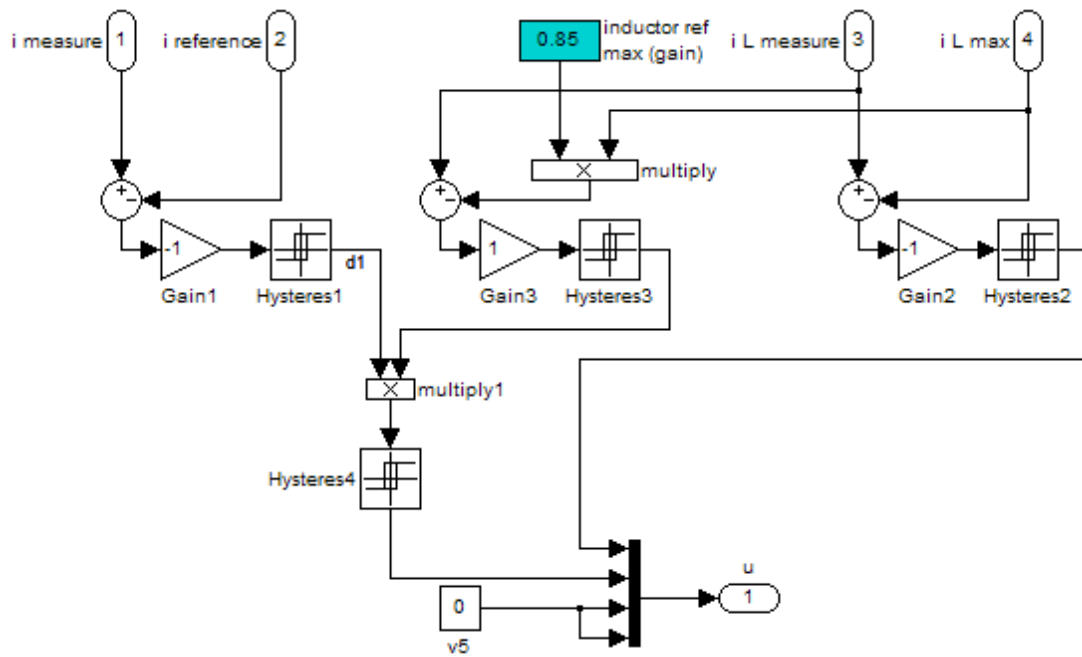 i measure
1
i reference
2
0.85
inductor ref
max (gain)
i L measure
3
i L max
4
multiply
-1
Gain1
d1
Hysteres1
1
Gain3
Hysteres3
-1
Gain2
Hysteres2
multiply1
Hysteres4
0
v5
u
1